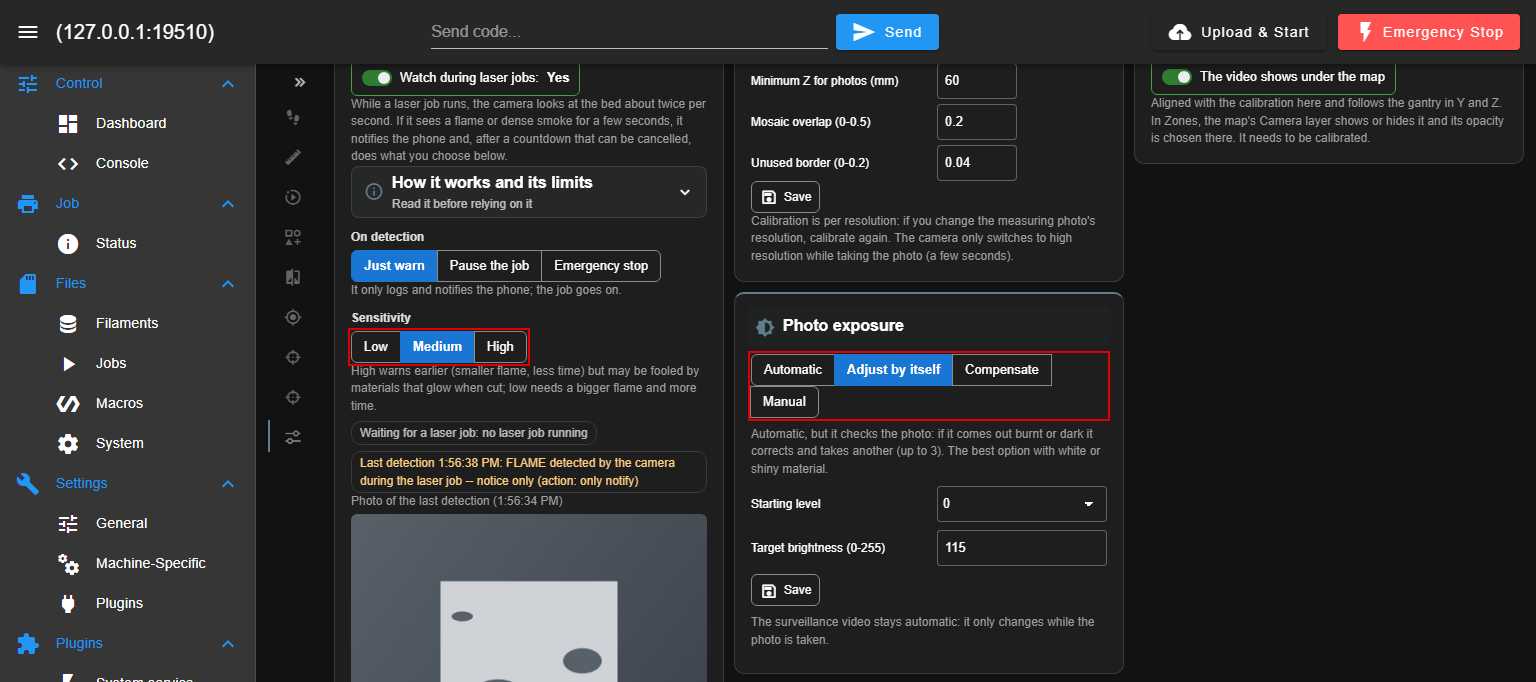 (127.0.0.1:19510)
Send code...
Send
Upload & Start
Emergency Stop
Control
Dashboard
Console
Job
Status
Files
Filaments
Jobs
Macros
System
Settings
General
Machine-Specific
Plugins
Plugins
System service
Watch during laser jobs: Yes
While a laser job runs, the camera looks at the bed about twice per
second. If it sees a flame or dense smoke for a few seconds, it
notifies the phone and, after a countdown that can be cancelled,
does what you choose below.
How it works and its limits
Read it before relying on it
On detection
Just warn
Pause the job
Emergency stop
It only logs and notifies the phone; the job goes on.
Sensitivity
Low
Medium
High
High warns earlier (smaller flame, less time) but may be fooled by
materials that glow when cut; low needs a bigger flame and more
time.
Waiting for a laser job: no laser job running
Last detection 1:56:38 PM: FLAME detected by the camera
during the laser job -- notice only (action: only notify)
Photo of the last detection (1:56:34 PM)
Minimum Z for photos (mm)
60
Mosaic overlap (0-0.5)
0.2
Unused border (0-0.2)
0.04
Save
Calibration is per resolution: if you change the measuring photo's
resolution, calibrate again. The camera only switches to high
resolution while taking the photo (a few seconds).
Photo exposure
Automatic
Adjust by itself
Compensate
Manual
Automatic, but it checks the photo: if it comes out burnt or dark it
corrects and takes another (up to 3). The best option with white or
shiny material.
Starting level
0
Target brightness (0-255)
115
Save
The surveillance video stays automatic: it only changes while the
photo is taken.
The video shows under the map
Aligned with the calibration here and follows the gantry in Y and Z.
In Zones, the map's Camera layer shows or hides it and its opacity
is chosen there. It needs to be calibrated.